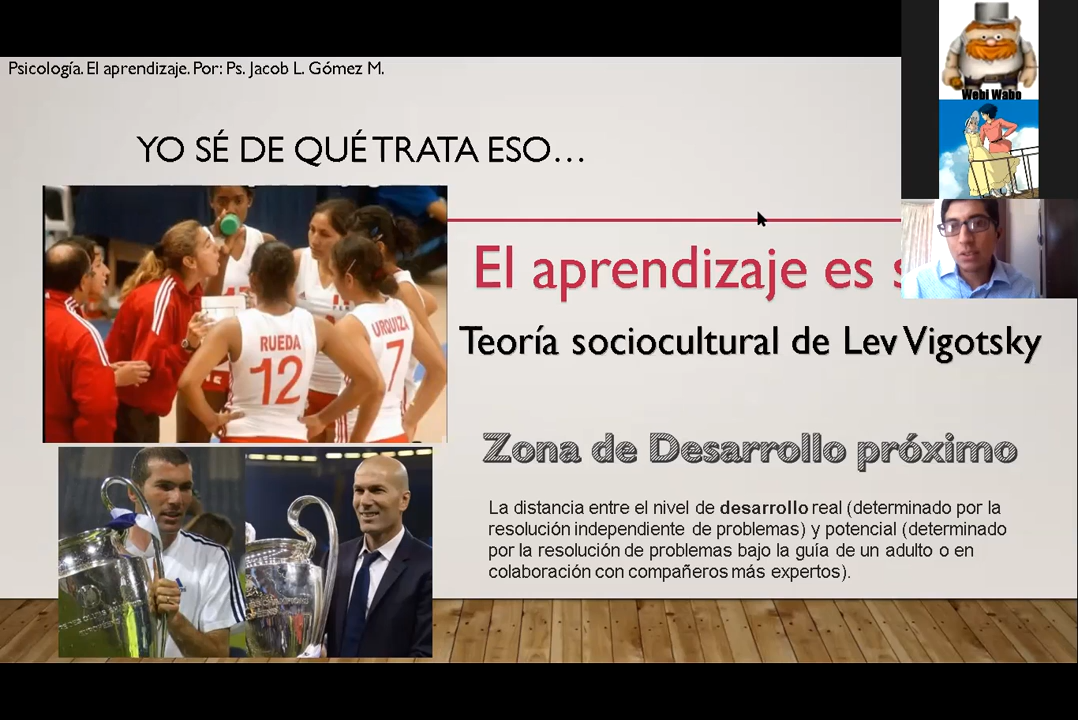 Psicología. El aprendizaje. Por: Ps. Jacob L. Gómez M.
Webi Wabo
YO SÉ DE QUÉ TRATA ESO…
El aprendizaje es
Teoría sociocultural de Lev Vigotsky
RUEDA
12
URQUIZA
7
Zona de Desarrollo próximo
La distancia entre el nivel de desarrollo real (determinado por la
resolución independiente de problemas) y potencial (determinado
por la resolución de problemas bajo la guía de un adulto o en
colaboración con compañeros más expertos).